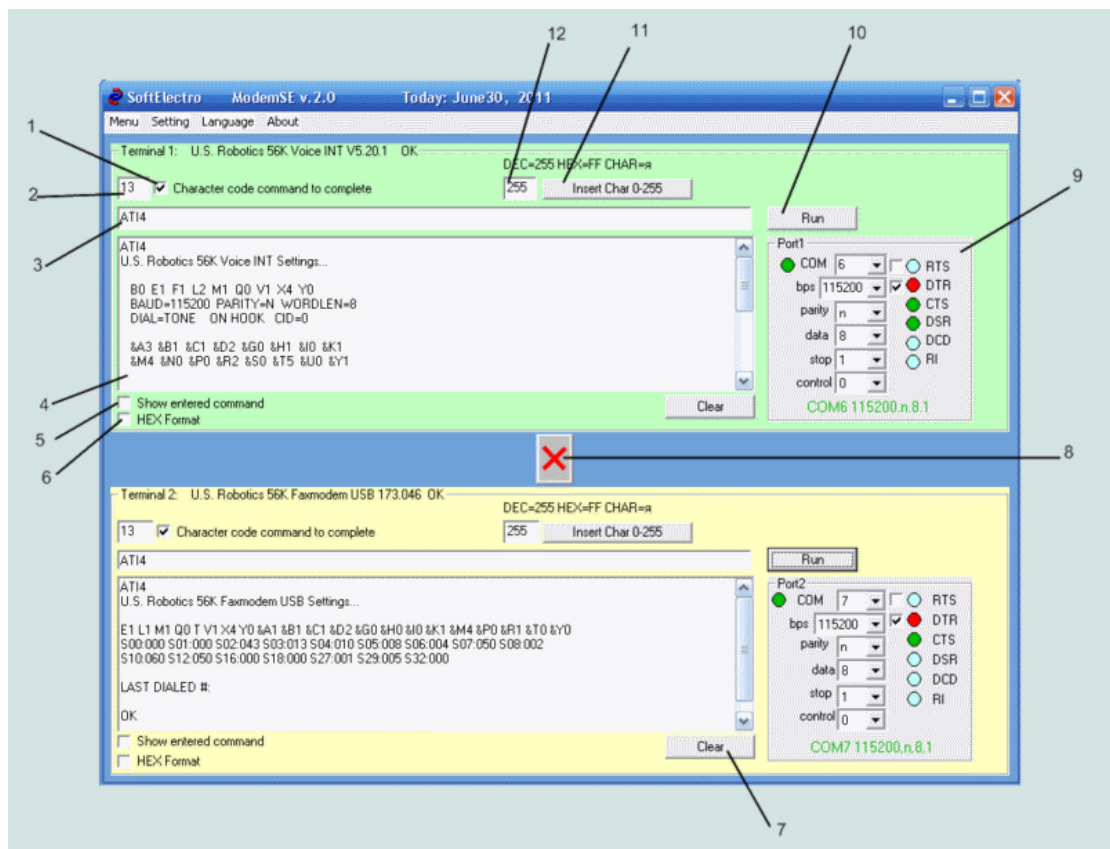 12 11 10
SoftElectro ModemSE v.2.0 Today: June30, 2011
Menu Setting Language About
1
Terminal 1: U.S. Robotics 56K Voice INT V5.20.1 OK
DEC=255 HEX=FF CHAR=я
2
13 Character code command to complete 255 Insert Char 0-255
9
ATI4 Run
3
ATI4
U.S. Robotics 56K Voice INT Settings...
B0 E1 F1 L2 M1 Q0 V1 X4 Y0
BAUD=115200 PARITY=N WORDLEN=8
DIAL=TONE ON HOOK CID=0
&A3 &B1 &C1 &D2 &G0 &H1 &I0 &K1
&M4 &N0 &P0 &R2 &S0 &T5 &U0 &Y1
Port1
COM 6 RTS
bps 115200 DTR
parity n CTS
DSR
data 8 DCD
stop 1 RI
control 0
COM6 115200.n.8.1
4
5
Show entered command Clear
6
HEX Format
8
Terminal 2: U.S. Robotics 56K Faxmodem USB 173.046 OK
DEC=255 HEX=FF CHAR=я
13 Character code command to complete 255 Insert Char 0-255
ATI4 Run
ATI4
U.S. Robotics 56K Faxmodem USB Settings...
E1 L1 M1 Q0 T V1 X4 Y0 &A1 &B1 &C1 &D2 &G0 &H0 &I0 &K1 &M4 &P0 &R1 &T0 &Y0
S00:000 S01:000 S02:043 S03:013 S04:010 S05:008 S06:004 S07:050 S08:002
S10:060 S12:050 S16:000 S18:000 S27:001 S29:005 S32:000
LAST DIALED #:
OK
Port2
COM 7 RTS
bps 115200 DTR
parity n CTS
DSR
data 8 DCD
stop 1 RI
control 0
COM7 115200.n.8.1
Show entered command Clear
HEX Format
7